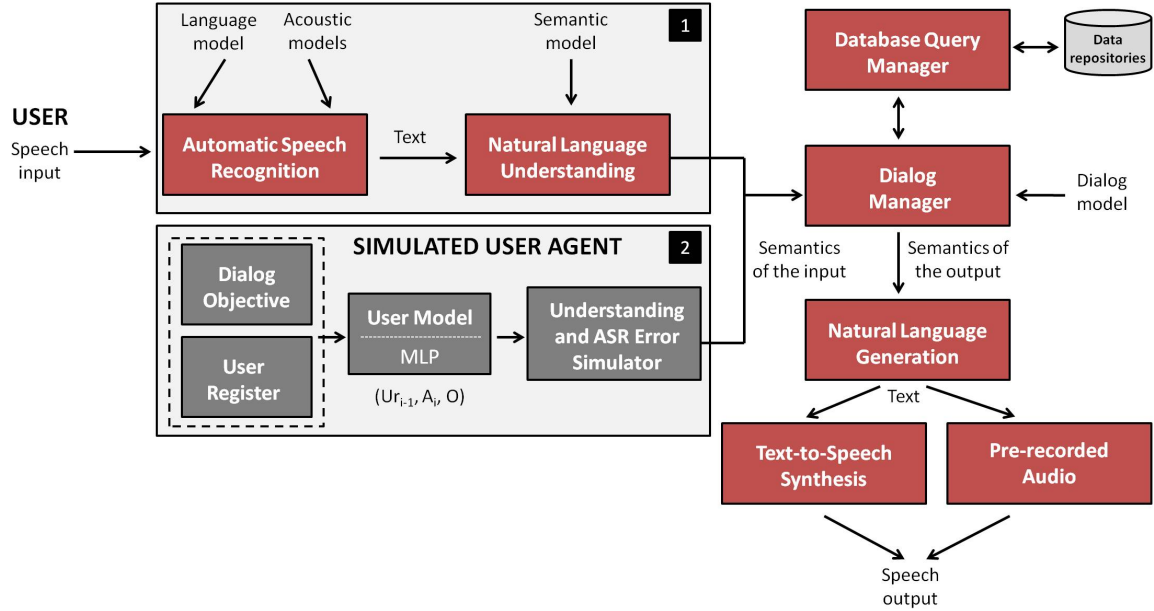 Language
model
Acoustic
models
Semantic
model
1
USER
Speech
input
Automatic Speech
Recognition
Text
Natural Language
Understanding
Database Query
Manager
Data
repositories
Dialog
Manager
Dialog
model
SIMULATED USER AGENT
2
Dialog
Objective
User
Register
User Model
MLP
(Ur_{i-1}, A_i, O)
Understanding
and ASR Error
Simulator
Semantics
of the input
Semantics of
the output
Natural Language
Generation
Text
Text-to-Speech
Synthesis
Pre-recorded
Audio
Speech
output